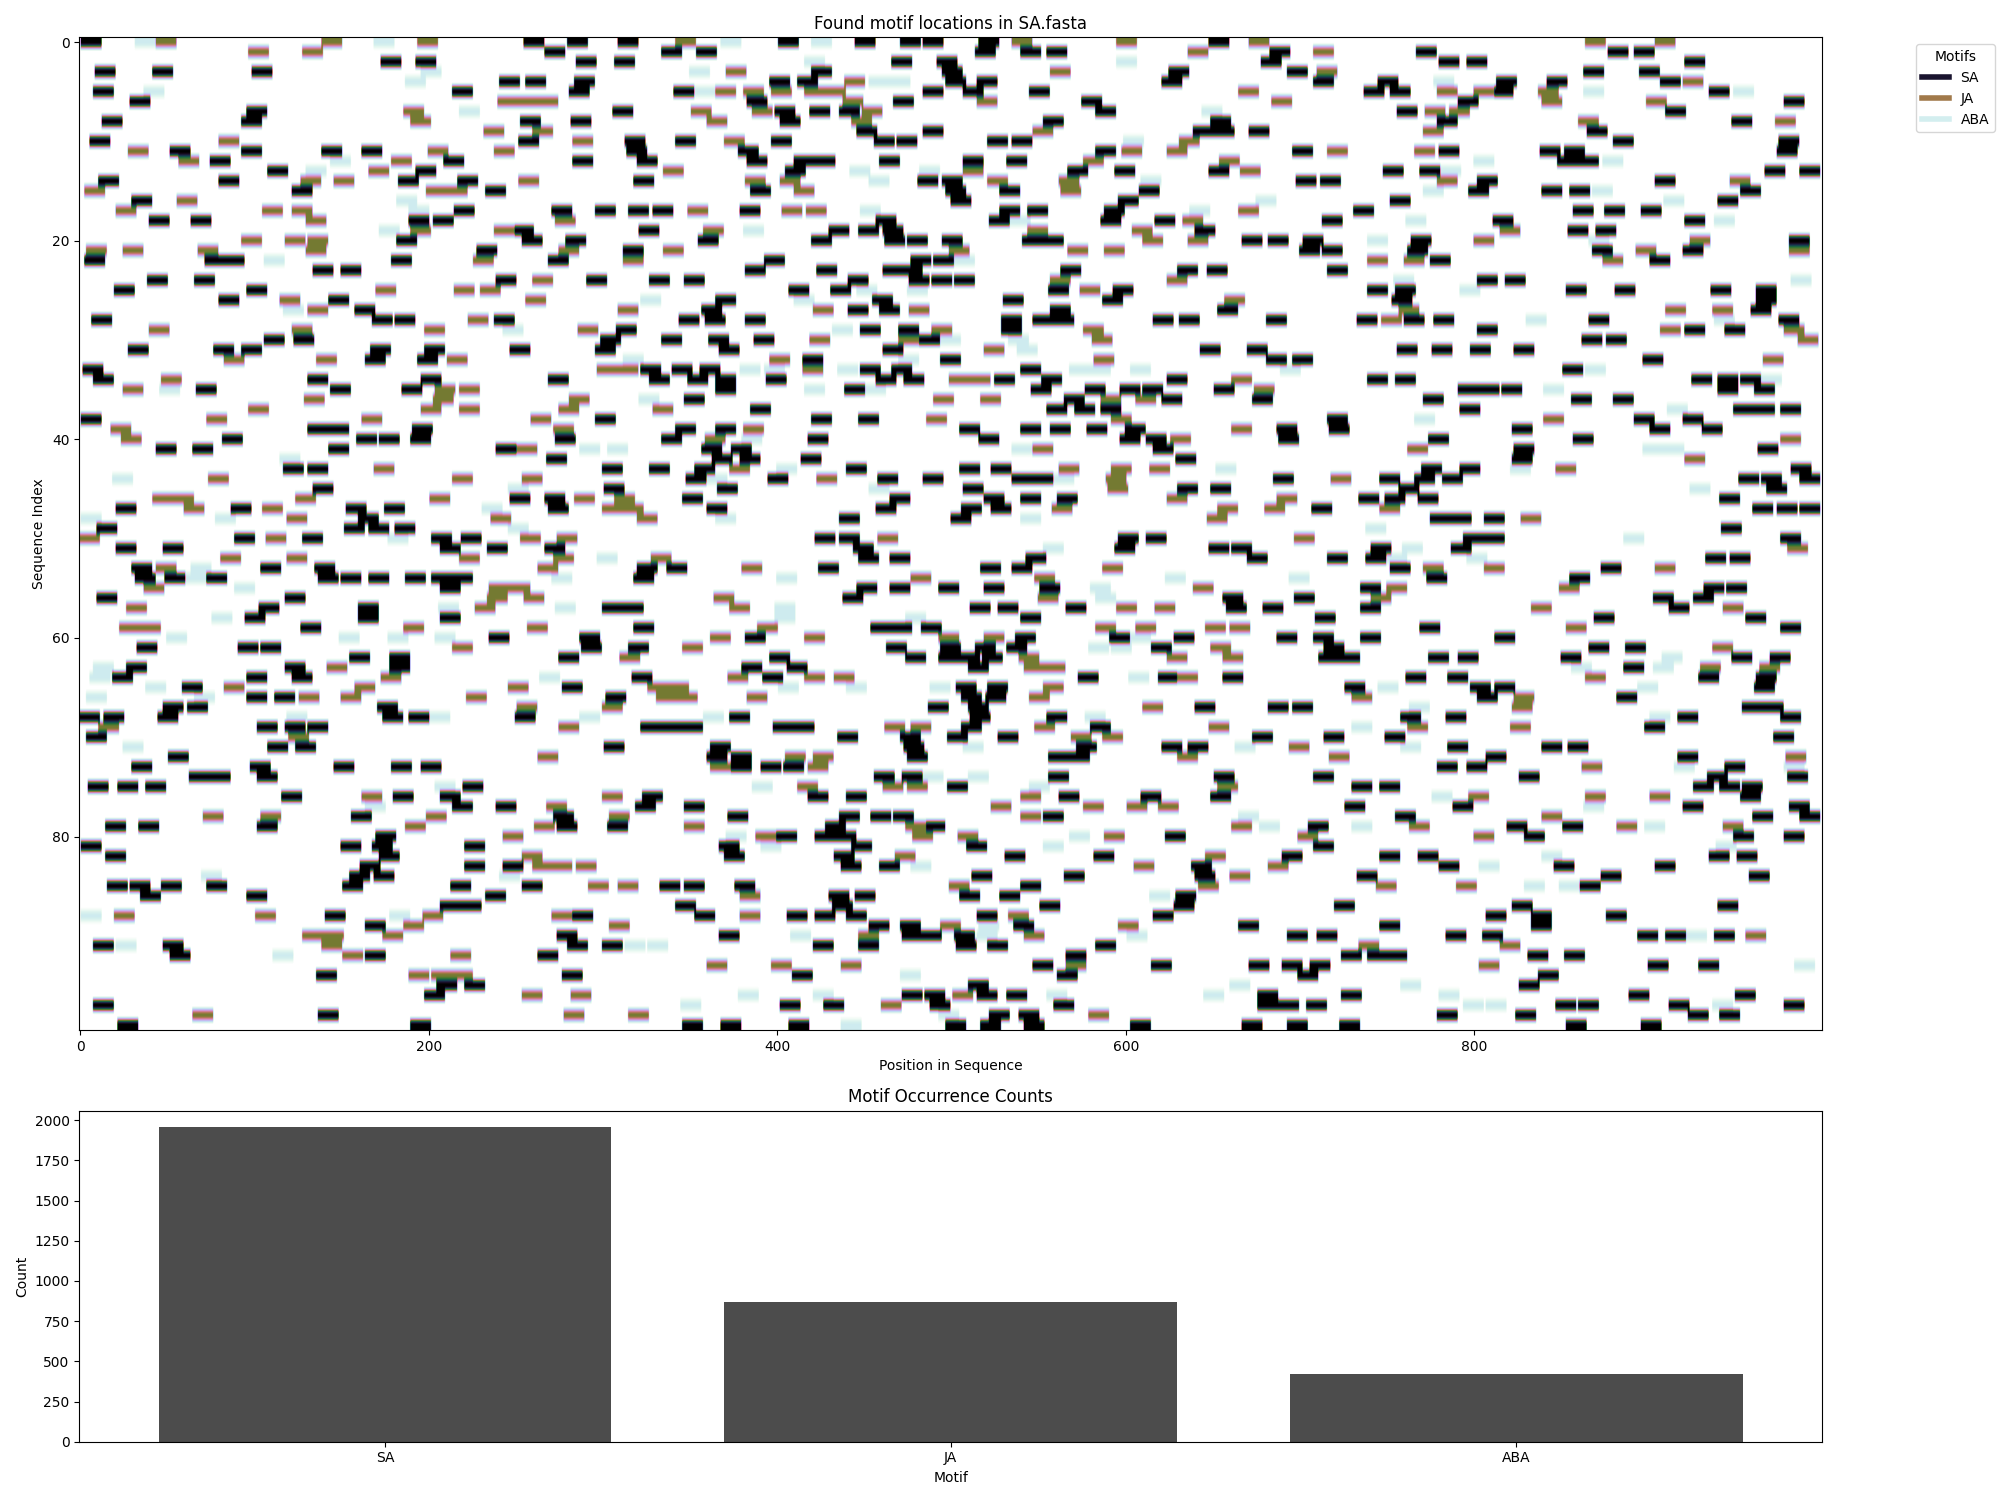 Found motif locations in SA.fasta
Motifs
SA
JA
ABA
Sequence Index
0
20
40
60
80
0 200 400 600 800
Position in Sequence
Motif Occurrence Counts
Count
2000
1750
1500
1250
1000
750
500
250
0
SA JA ABA
Motif